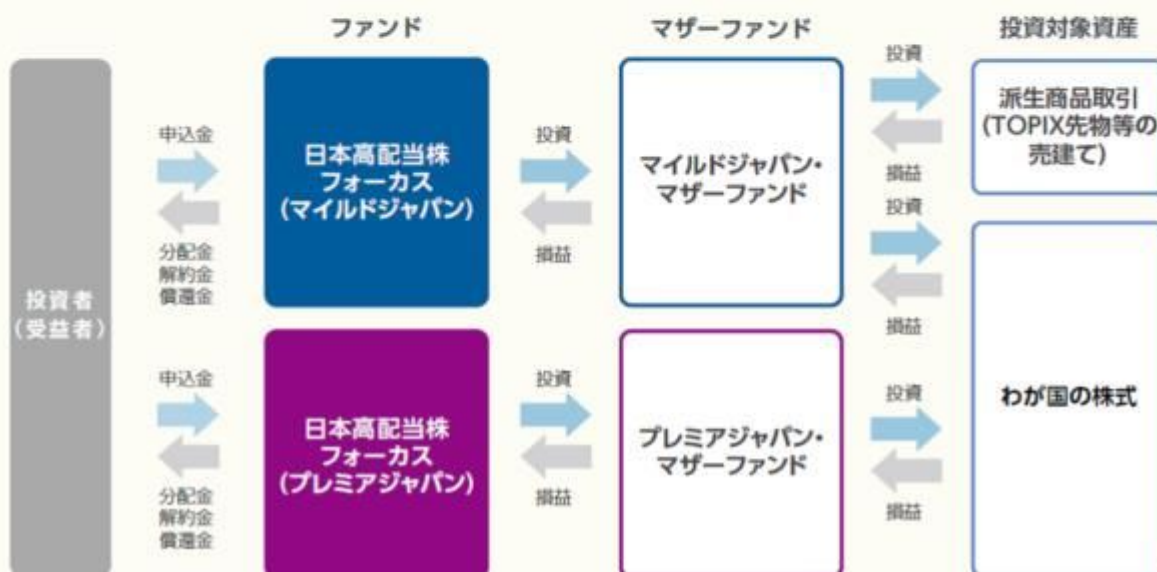 ファンド
マザーファンド
投資対象資産
投資者
(受益者)
申込金
分配金
解約金
償還金
日本高配当株
フォーカス
(マイルドジャパン)
投資
損益
マイルドジャパン・
マザーファンド
投資
損益
派生商品取引
(TOPIX先物等の
売建て)
投資
損益
申込金
分配金
解約金
償還金
日本高配当株
フォーカス
(プレミアジャパン)
投資
損益
プレミアジャパン・
マザーファンド
投資
損益
わが国の株式